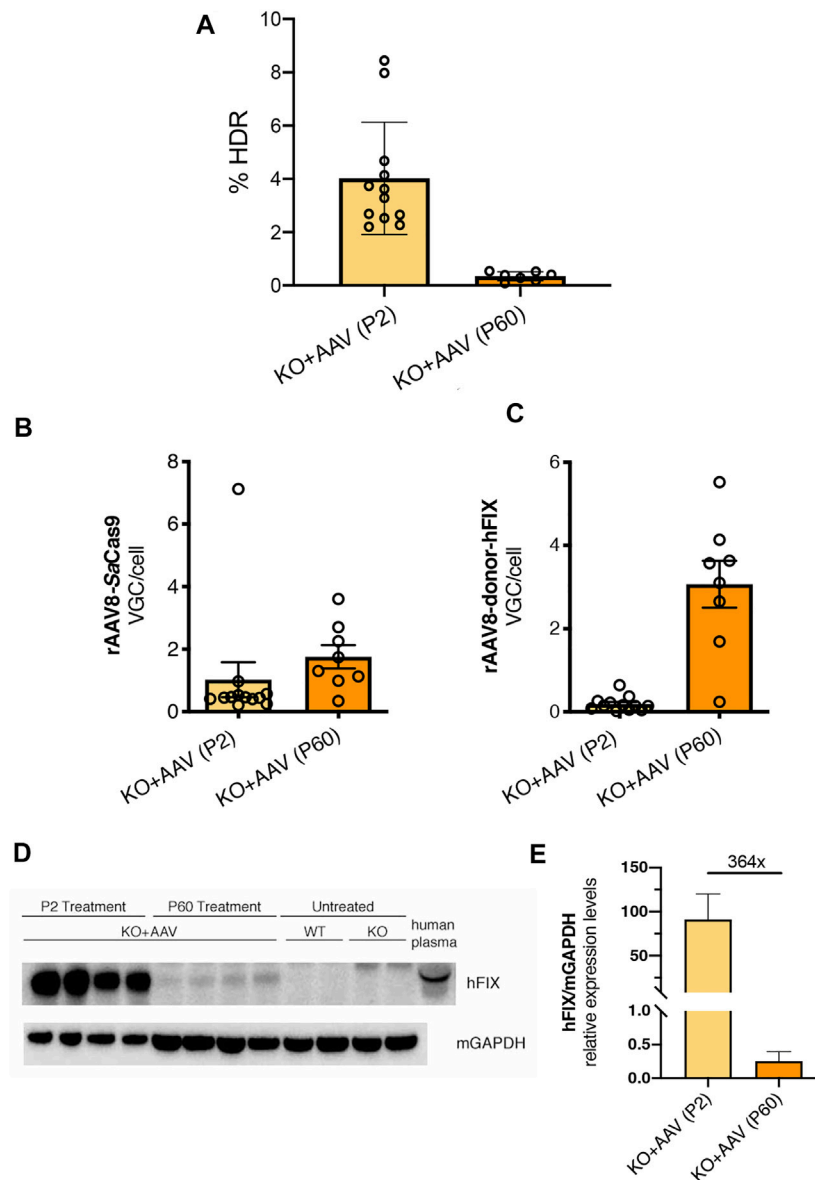 A
% HDR
10
8
6
4
2
0
KO+AAV (P2)
KO+AAV (P60)
B
rAAV8-SaCas9
VGC/cell
8
6
4
2
0
KO+AAV (P2)
KO+AAV (P60)
C
rAAV8-donor-hFIX
VGC/cell
6
4
2
0
KO+AAV (P2)
KO+AAV (P60)
D
P2 Treatment P60 Treatment Untreated
KO+AAV WT KO
human
plasma
hFIX
mGAPDH
E
hFIX/mGAPDH
relative expression levels
364x
150
100
50
1.0
0.5
0.0
KO+AAV (P2)
KO+AAV (P60)